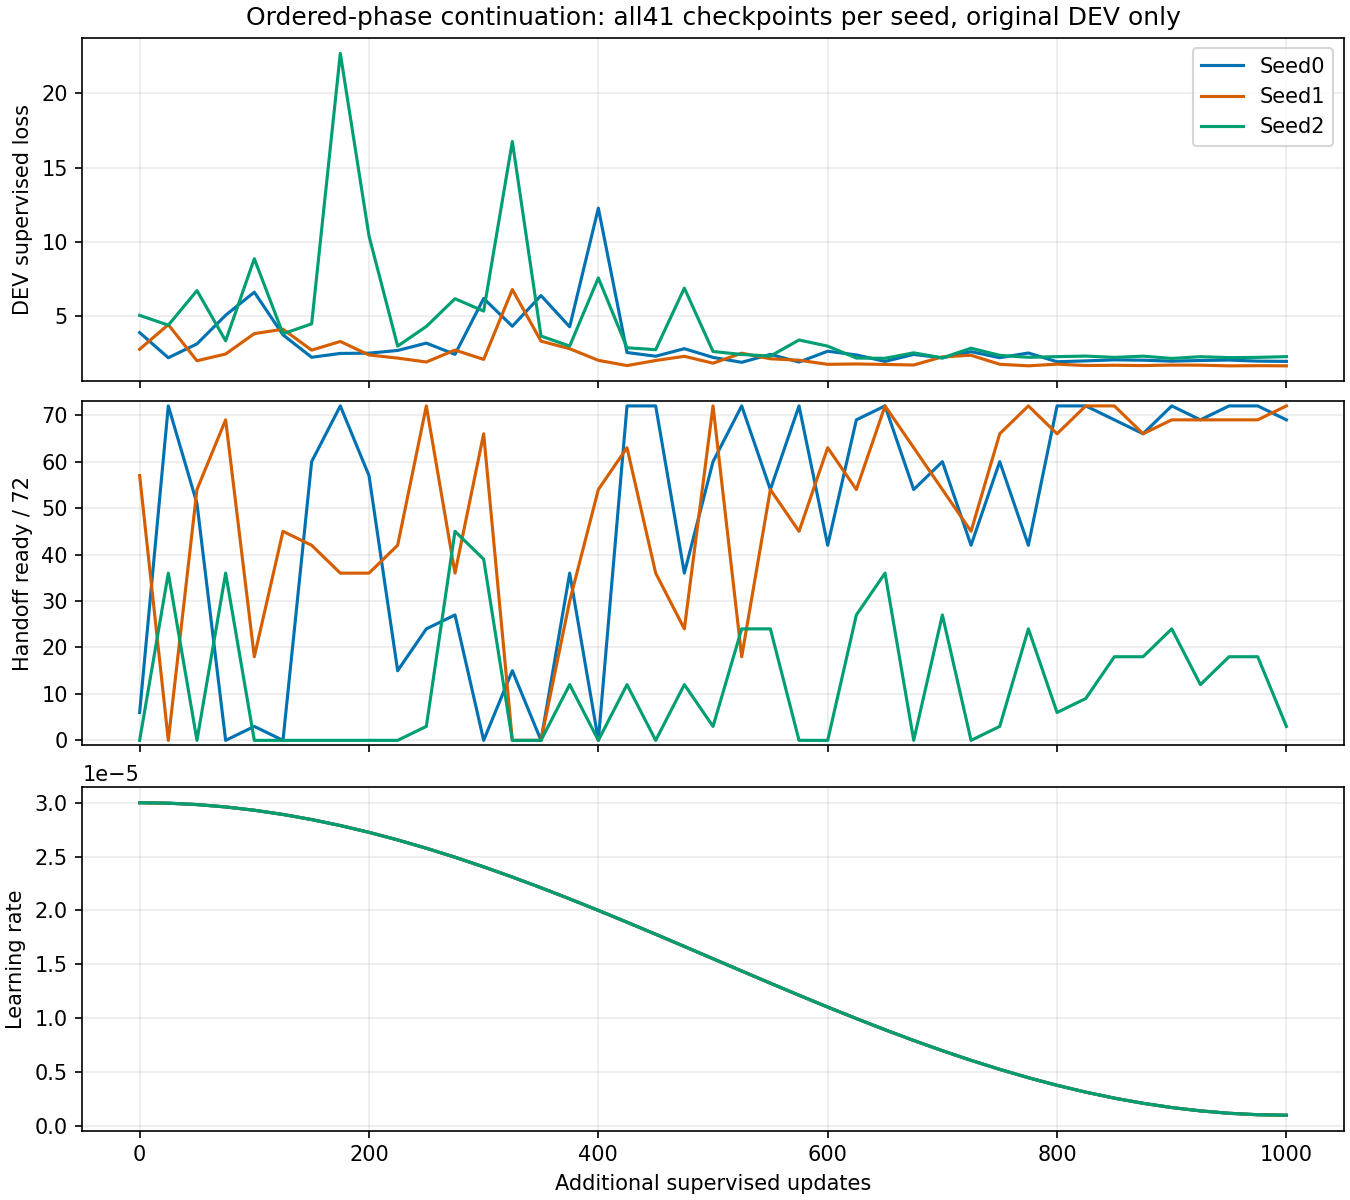 Ordered-phase continuation: all41 checkpoints per seed, original DEV only
DEV supervised loss
20
15
10
5
Seed0
Seed1
Seed2
Handoff ready / 72
70
60
50
40
30
20
10
0
1e−5
Learning rate
3.0
2.5
2.0
1.5
1.0
0.5
0.0
0 200 400 600 800 1000
Additional supervised updates